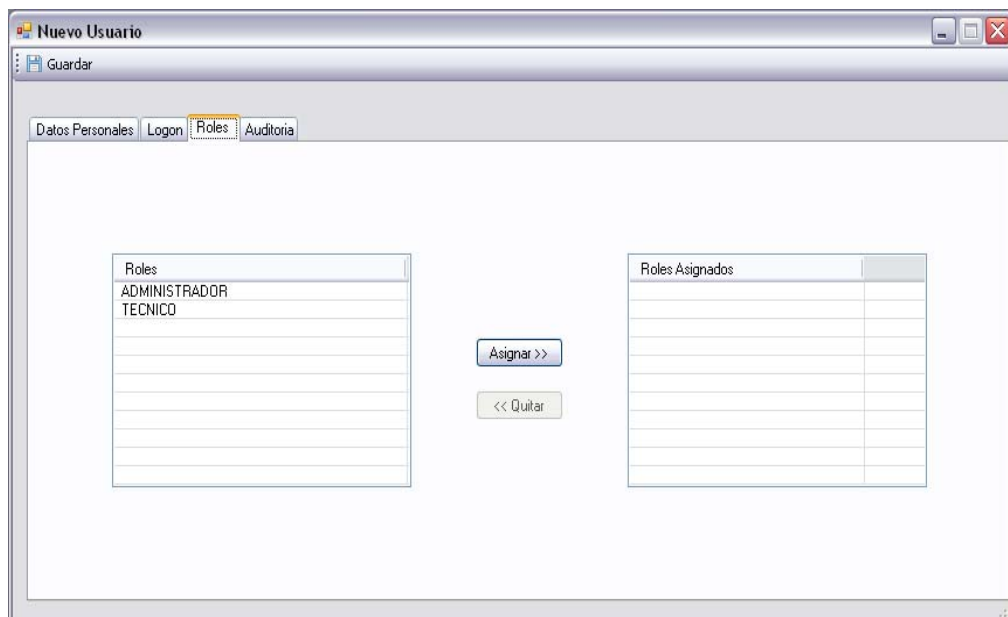 Nuevo Usuario
Guardar
Datos Personales Logon Roles Auditoria
Roles
ADMINISTRADOR
TECNICO
Asignar >>
<< Quitar
Roles Asignados